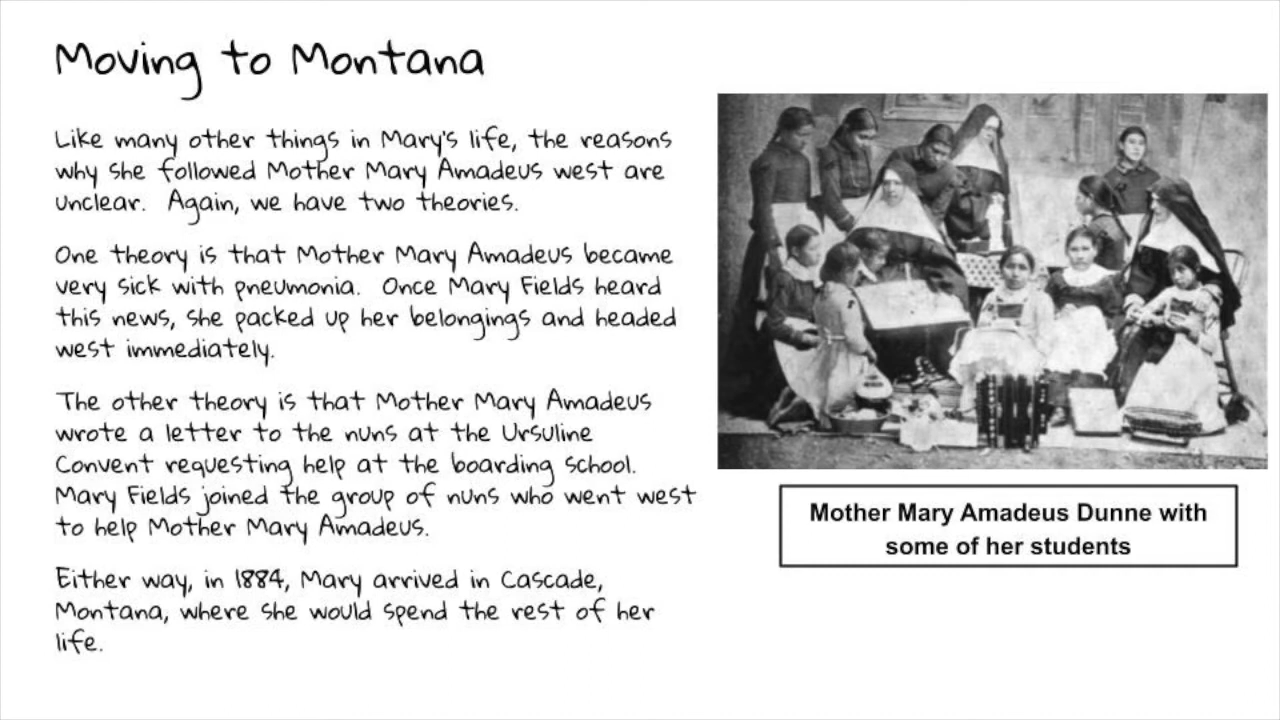 Moving to Montana
Like many other things in Mary's life, the reasons
why she followed Mother Mary Amadeus west are
unclear.  Again, we have two theories.
One theory is that Mother Mary Amadeus became
very sick with pneumonia.  Once Mary Fields heard
this news, she packed up her belongings and headed
west immediately.
The other theory is that Mother Mary Amadeus
wrote a letter to the nuns at the Ursuline
Convent requesting help at the boarding school.
Mary Fields joined the group of nuns who went west
to help Mother Mary Amadeus.
Either way, in 1884, Mary arrived in Cascade,
Montana, where she would spend the rest of her
life.
Mother Mary Amadeus Dunne with
some of her students